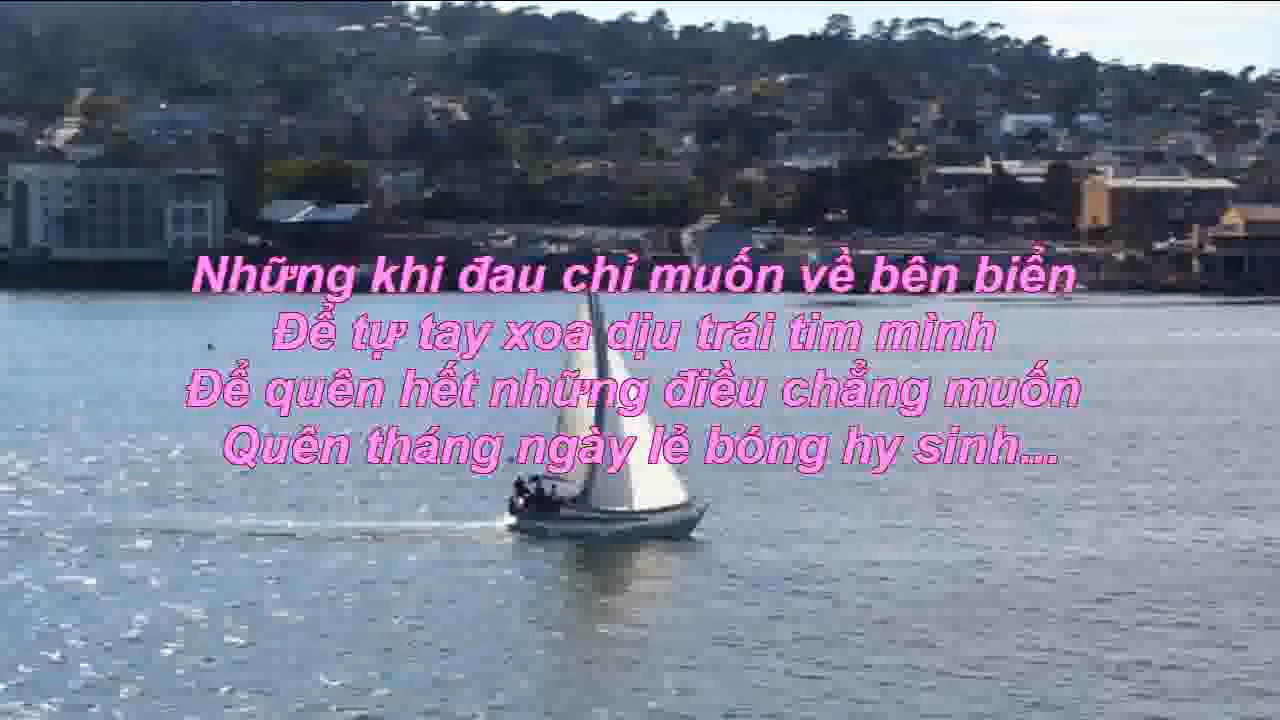 Những khi đau chỉ muốn về bên biển
Để tự tay xoa dịu trái tim mình
Để quên hết những điều chẳng muốn
Quên tháng ngày lẻ bóng hy sinh...